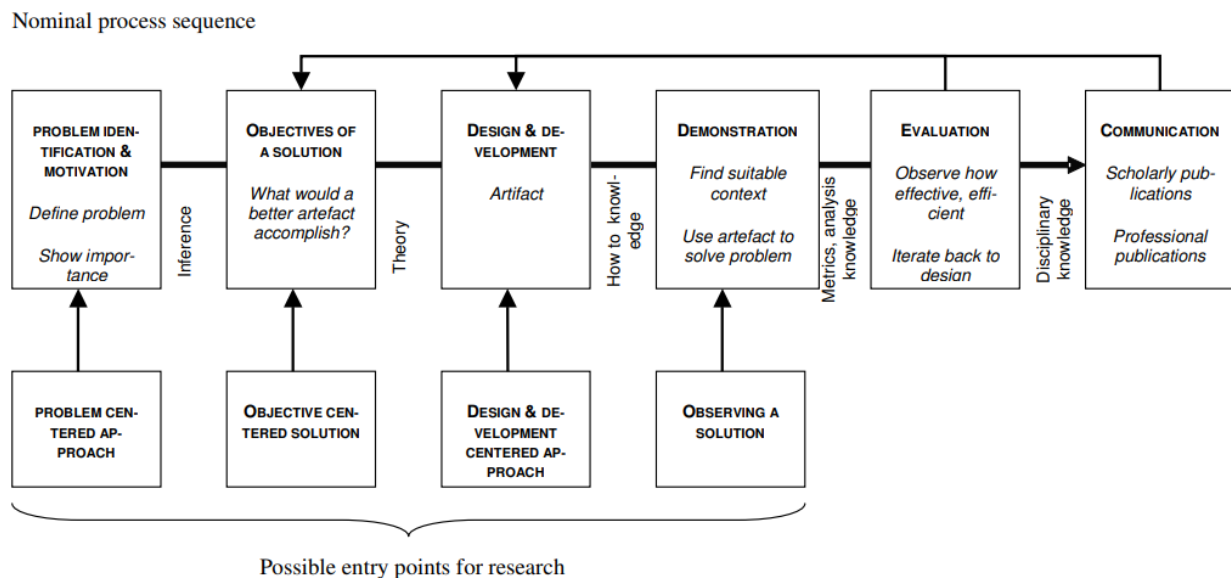 Nominal process sequence
PROBLEM IDEN-
TIFICATION &
MOTIVATION
Define problem
Show impor-
tance
Inference
OBJECTIVES OF
A SOLUTION
What would a
better artefact
accomplish?
Theory
DESIGN & DE-
VELOPMENT
Artifact
How to knowl-
edge
DEMONSTRATION
Find suitable
context
Use artefact to
solve problem
Metrics, analysis
knowledge
EVALUATION
Observe how
effective, effi-
cient
Iterate back to
design
Disciplinary
knowledge
COMMUNICATION
Scholarly pub-
lications
Professional
publications
PROBLEM CEN-
TERED AP-
PROACH
OBJECTIVE CEN-
TERED SOLUTION
DESIGN & DE-
VELOPMENT
CENTERED AP-
PROACH
OBSERVING A
SOLUTION
Possible entry points for research